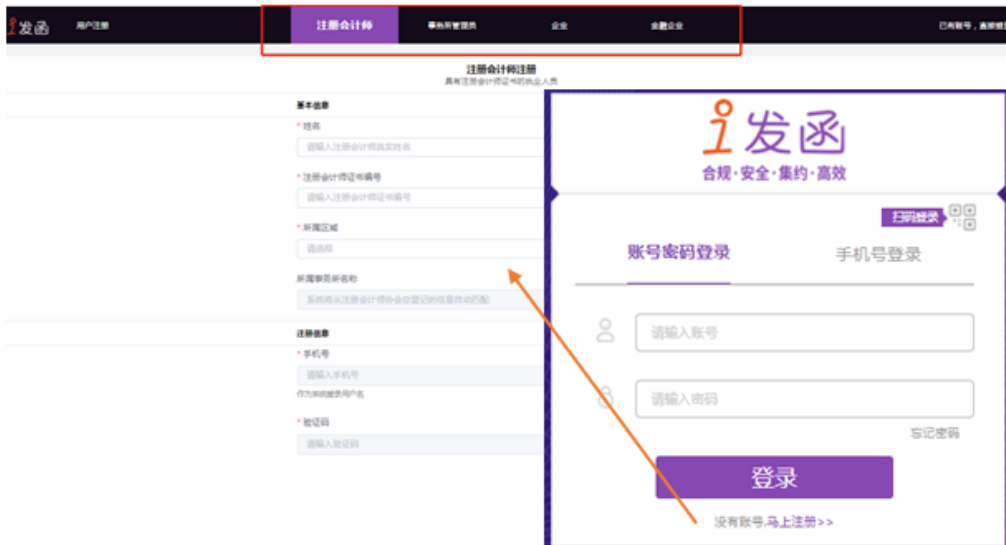 i发函 用户注册 注册会计师 事务所管理员 企业 金融企业 已有账号，直接登
注册会计师注册
具有注册会计师证书的执业人员
基本信息
* 姓名
请输入注册会计师真实姓名
* 注册会计师证书编号
请输入注册会计师证书编号
* 所属区域
请选择
所属事务所名称
系统将从注册会计师协会总登记的信息自动匹配
注册信息
* 手机号
请输入手机号
作为系统登录用户名
* 验证码
请输入验证码
i发函
合规·安全·集约·高效
扫码登录
账号密码登录 手机号登录
请输入账号
请输入密码
忘记密码
登录
没有账号,马上注册>>